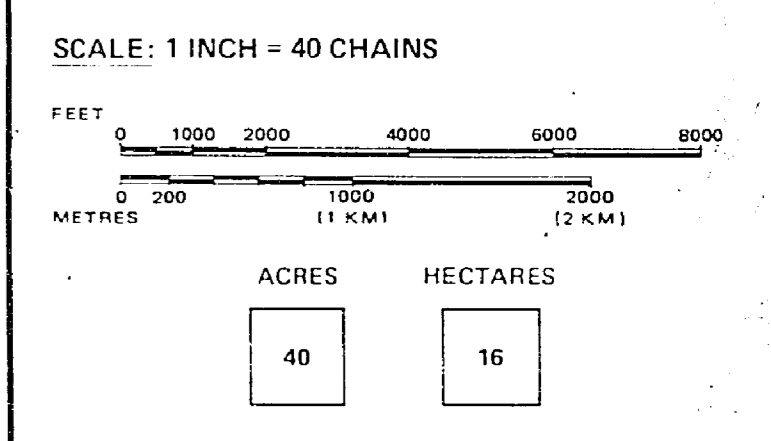 SCALE: 1 INCH = 40 CHAINS
FEET
0 1000 2000 4000 6000 8000
0 200 1000 2000
METRES (1 KM) (2 KM)
ACRES HECTARES
40 16